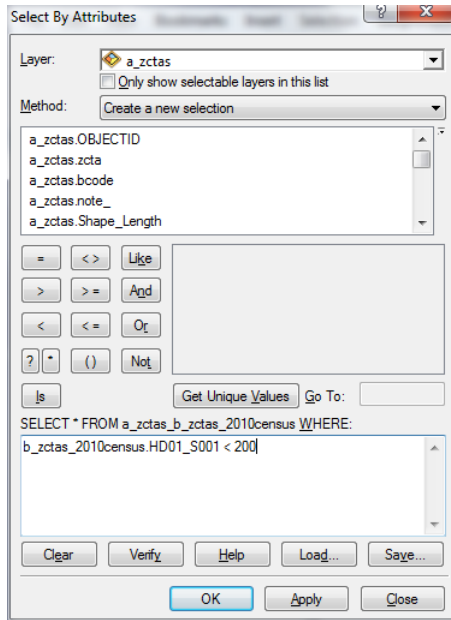 Select By Attributes
?
X
Layer: a_zctas
Only show selectable layers in this list
Method: Create a new selection
a_zctas.OBJECTID
a_zctas.zcta
a_zctas.bcode
a_zctas.note_
a_zctas.Shape_Length
= < > Like
> > = And
< < = Or
? * ( ) Not
Is Get Unique Values Go To:
SELECT * FROM a_zctas_b_zctas_2010census WHERE:
b_zctas_2010census.HD01_S001 < 200
Clear Verify Help Load... Save...
OK Apply Close